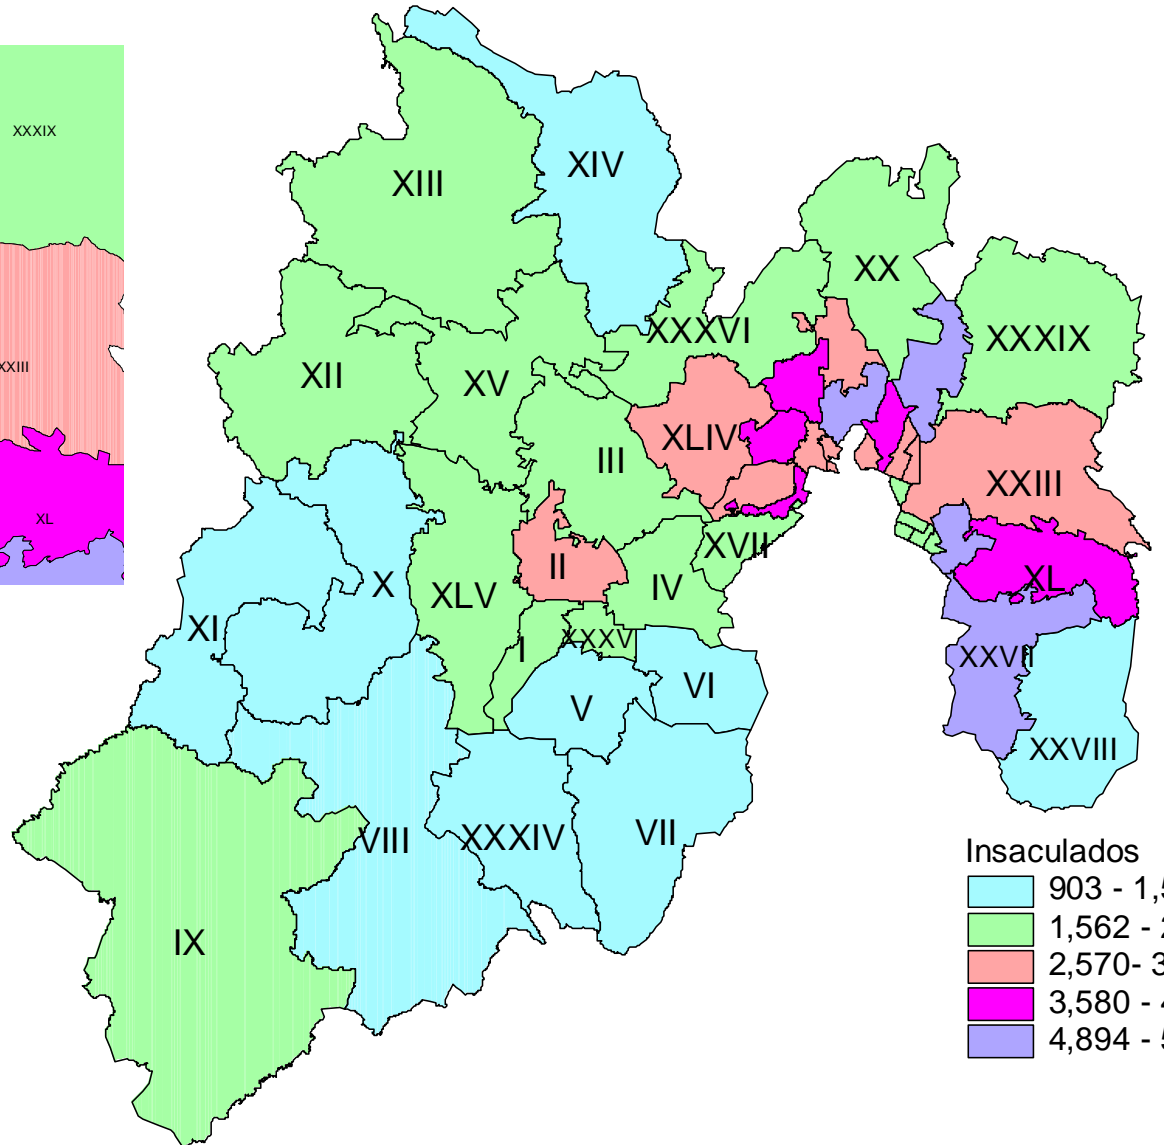 XXXIX
XXIII
XL
XIII
XIV
XX
XXXVI
XXXIX
XII
XV
XLIV
III
XXIII
XVII
II
IV
X
XLV
XL
XI
I
XXXV
XXVII
VI
V
XXVIII
VIII
XXXIV
VII
IX
Insaculados
903 - 1,5
1,562 - 2
2,570- 3
3,580 - 4
4,894 - 5